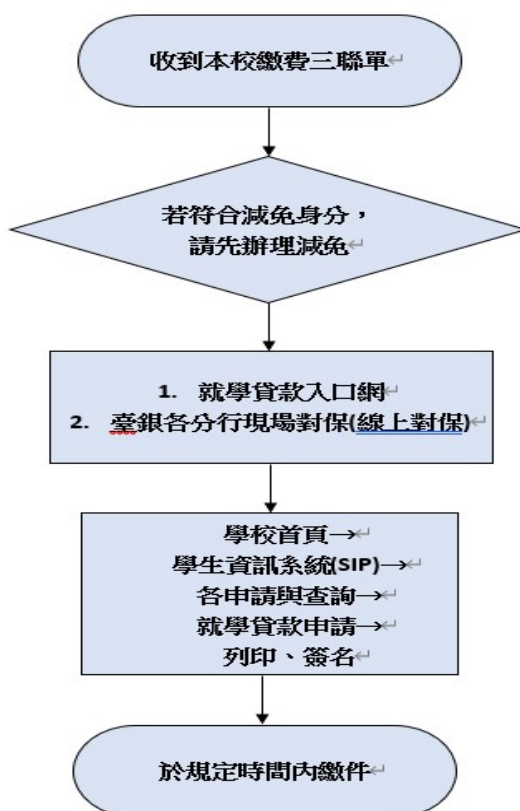 收到本校繳費三聯單↵
若符合減免身分，
請先辦理減免↵
1. 就學貸款入口網↵
2. 臺銀各分行現場對保(線上對保)↵
學校首頁→↵
學生資訊系統(SIP)→↵
各申請與查詢→↵
就學貸款申請→↵
列印、簽名↵
於規定時間內繳件↵